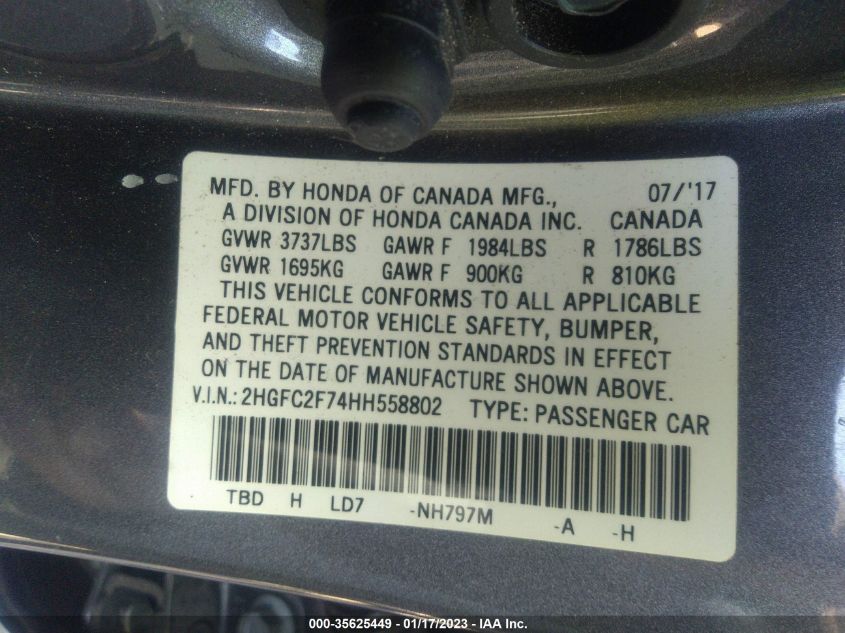 MFD. BY HONDA OF CANADA MFG., 07/'17
A DIVISION OF HONDA CANADA INC. CANADA
GVWR 3737LBS GAWR F 1984LBS R 1786LBS
GVWR 1695KG GAWR F 900KG R 810KG
THIS VEHICLE CONFORMS TO ALL APPLICABLE
FEDERAL MOTOR VEHICLE SAFETY, BUMPER,
AND THEFT PREVENTION STANDARDS IN EFFECT
ON THE DATE OF MANUFACTURE SHOWN ABOVE.
V.I.N.: 2HGFC2F74HH558802 TYPE: PASSENGER CAR
TBD H LD7 -NH797M -A -H
000-35625449 - 01/17/2023 - IAA Inc.